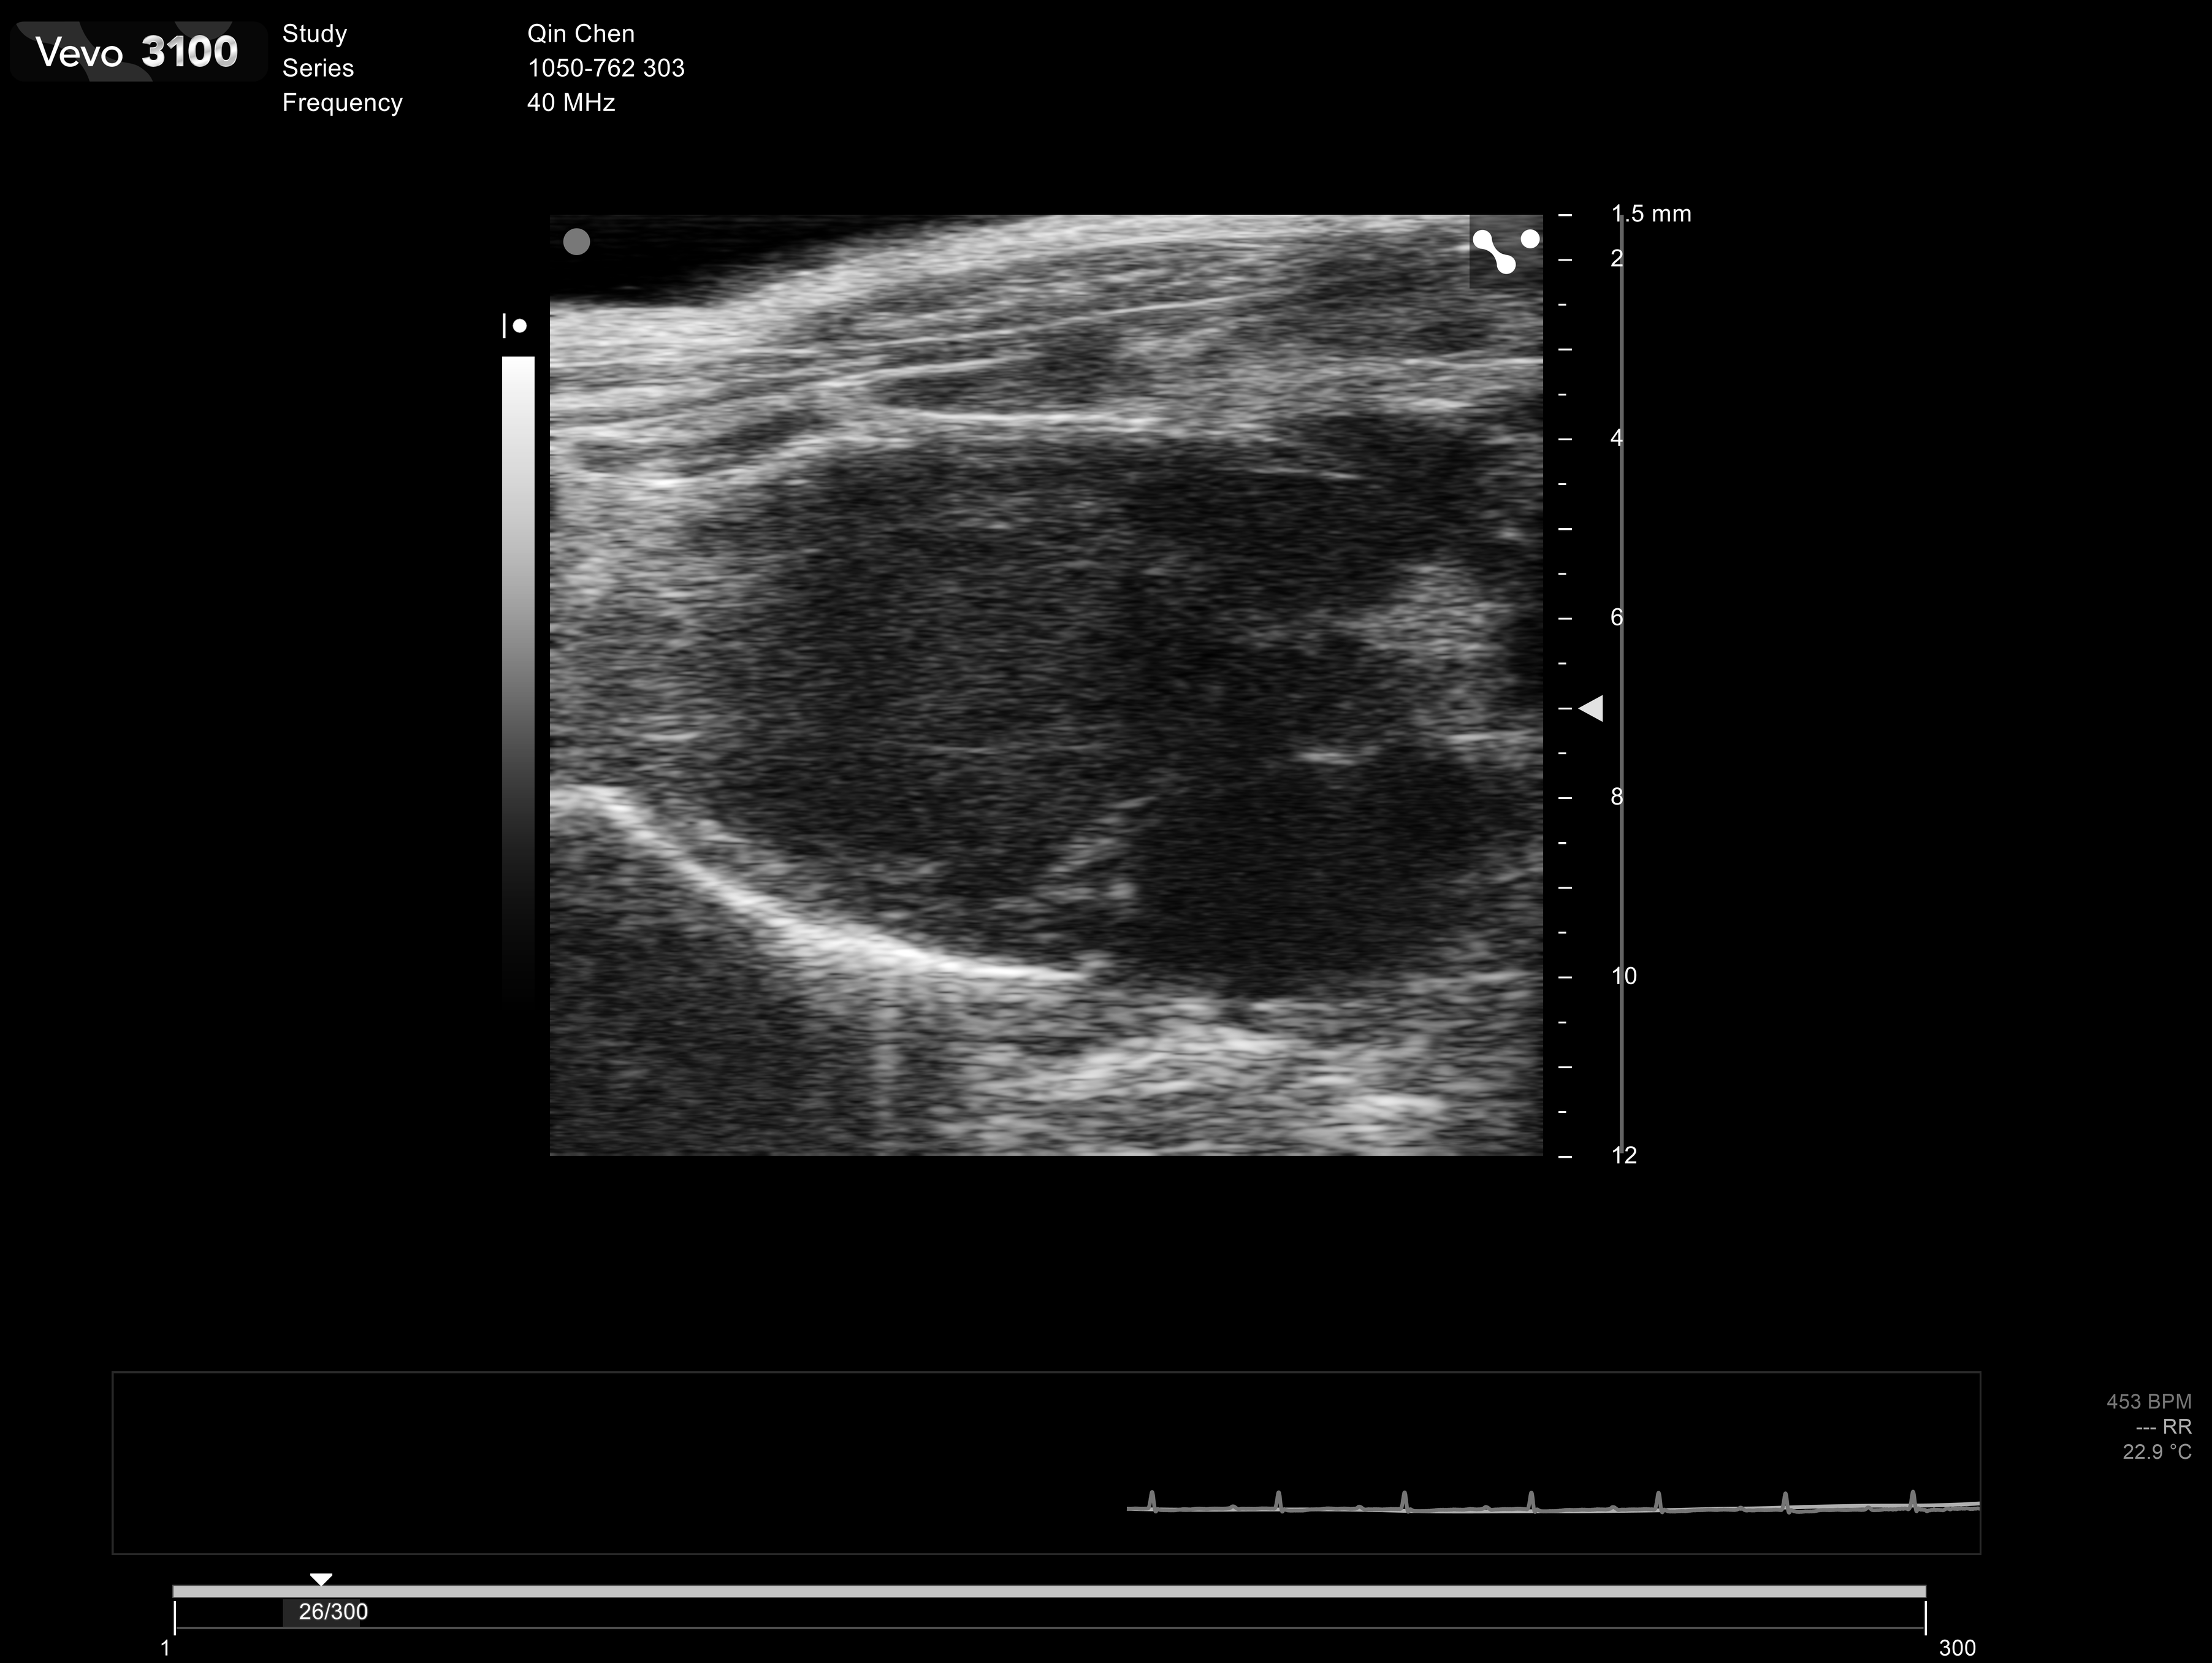 Vevo 3100
Study Qin Chen
Series 1050-762 303
Frequency 40 MHz
1.5 mm
2
4
6
8
10
12
453 BPM
--- RR
22.9 °C
26/300
1 300